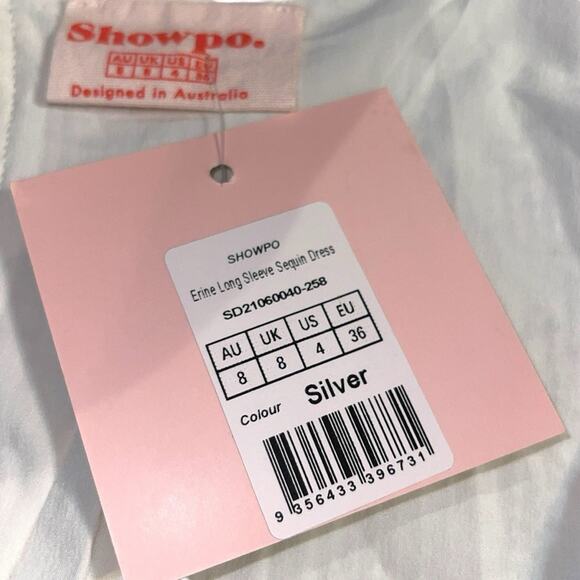 Showpo.
AU UK US EU
8 8 4 36
Designed in Australia
SHOWPO
Erine Long Sleeve Sequin Dress
SD21060040-258
AU UK US EU
8 8 4 36
Colour Silver
9 356433 396731